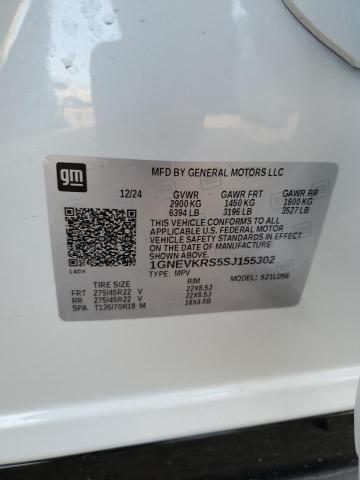 gm
MFD BY GENERAL MOTORS LLC
12/24 GVWR GAWR FRT GAWR RR
2900 KG 1450 KG 1600 KG
6394 LB 3196 LB 3527 LB
THIS VEHICLE CONFORMS TO ALL
APPLICABLE U.S. FEDERAL MOTOR
VEHICLE SAFETY STANDARDS IN
EFFECT ON THE DATE OF
MANUFACTURE SHOWN ABOVE.
1GNEVKRS5SJ155302
140X TYPE: MPV S21LDS6
TIRE SIZE RIM
FRT 275/45R22 V 22X8.5J
RR 275/45R22 V 22X8.5J
SPA T135/70R18 M 18X4.5B